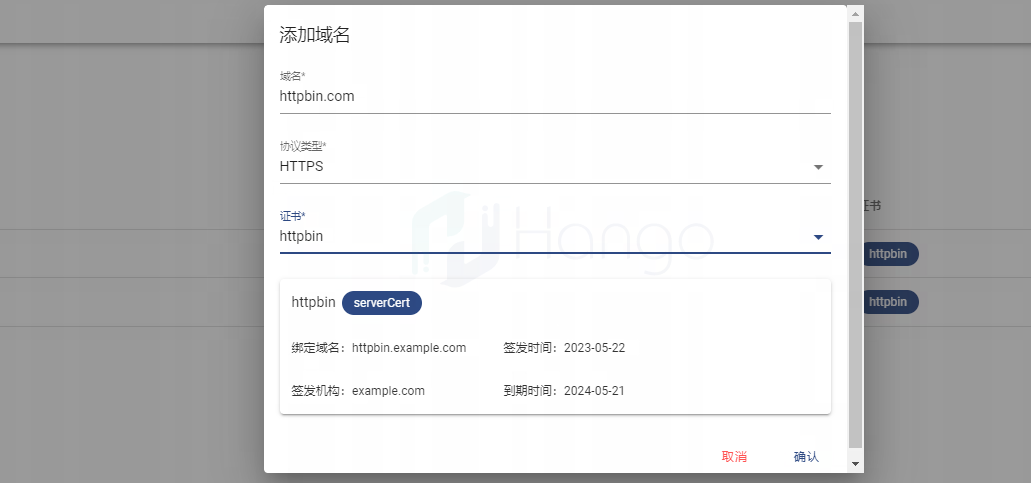 添加域名
域名*
httpbin.com
协议类型*
HTTPS
证书*
httpbin
Hango
httpbin serverCert
绑定域名：httpbin.example.com 签发时间：2023-05-22
签发机构：example.com 到期时间：2024-05-21
取消 确认
证书
httpbin
httpbin